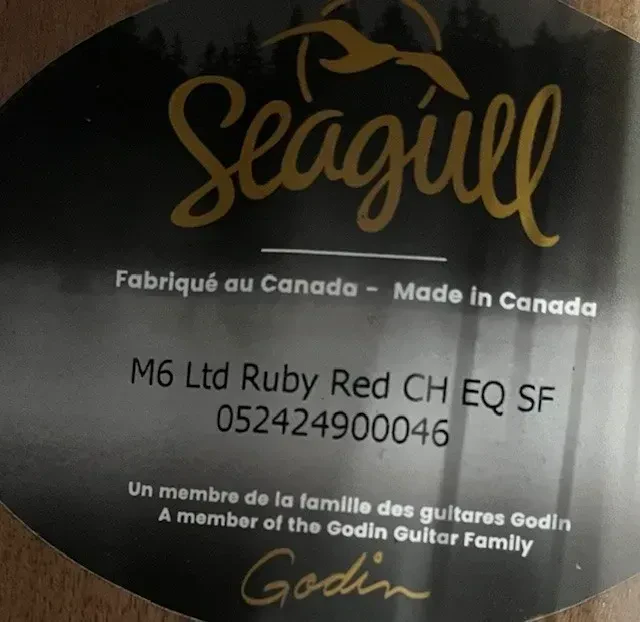 Seagull
Fabriqué au Canada - Made in Canada
M6 Ltd Ruby Red CH EQ SF
052424900046
Un membre de la famille des guitares Godin
A member of the Godin Guitar Family
Godin